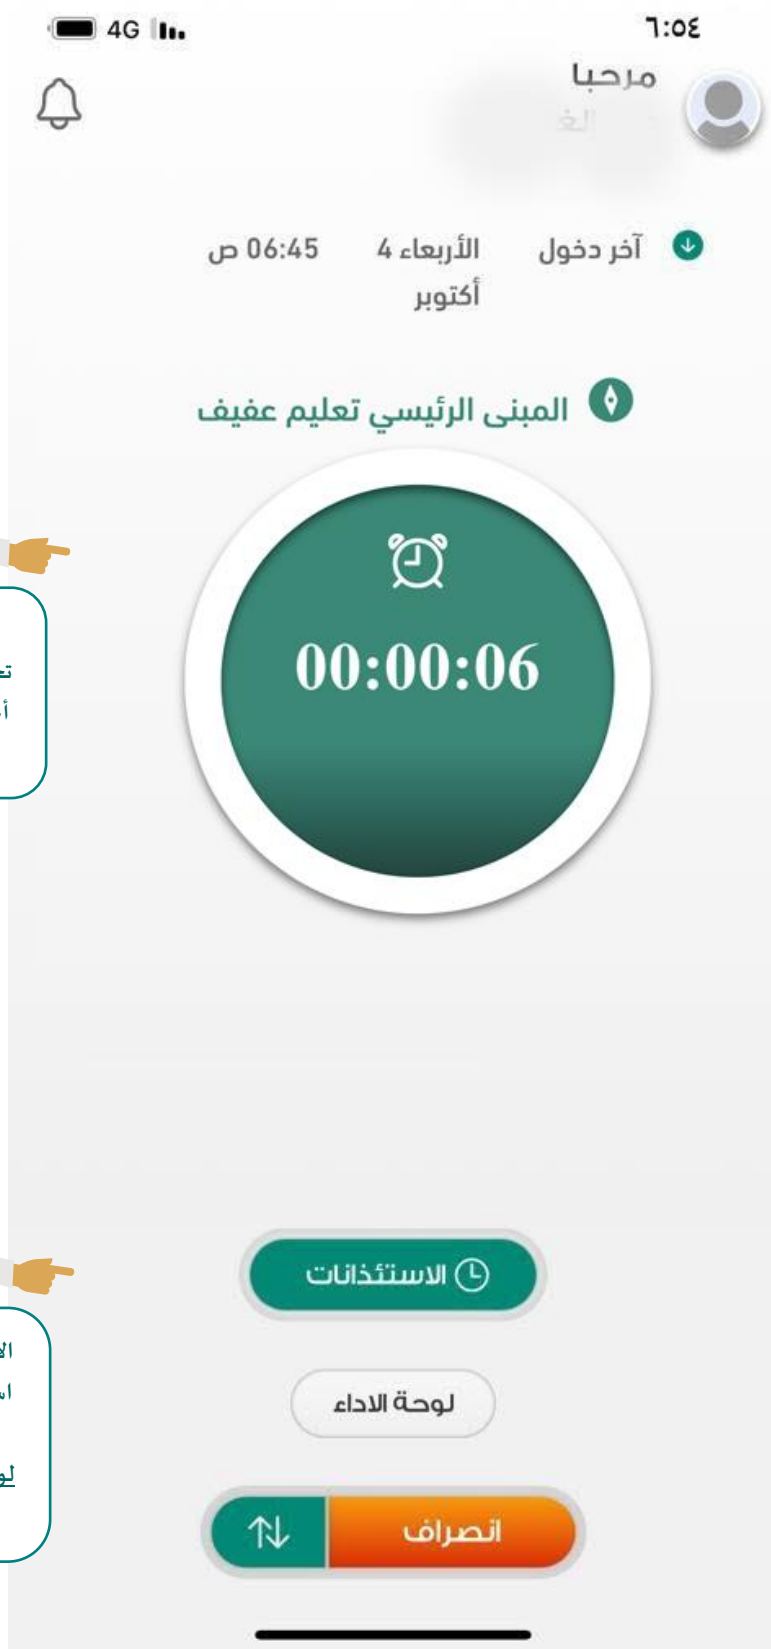 ٦:٥٤ 4G
مرحبا
آخر دخول الأربعاء 4 06:45 ص
أكتوبر
المبنى الرئيسي تعليم عفيف
00:00:06
الاستئذانات
لوحة الاداء
انصراف